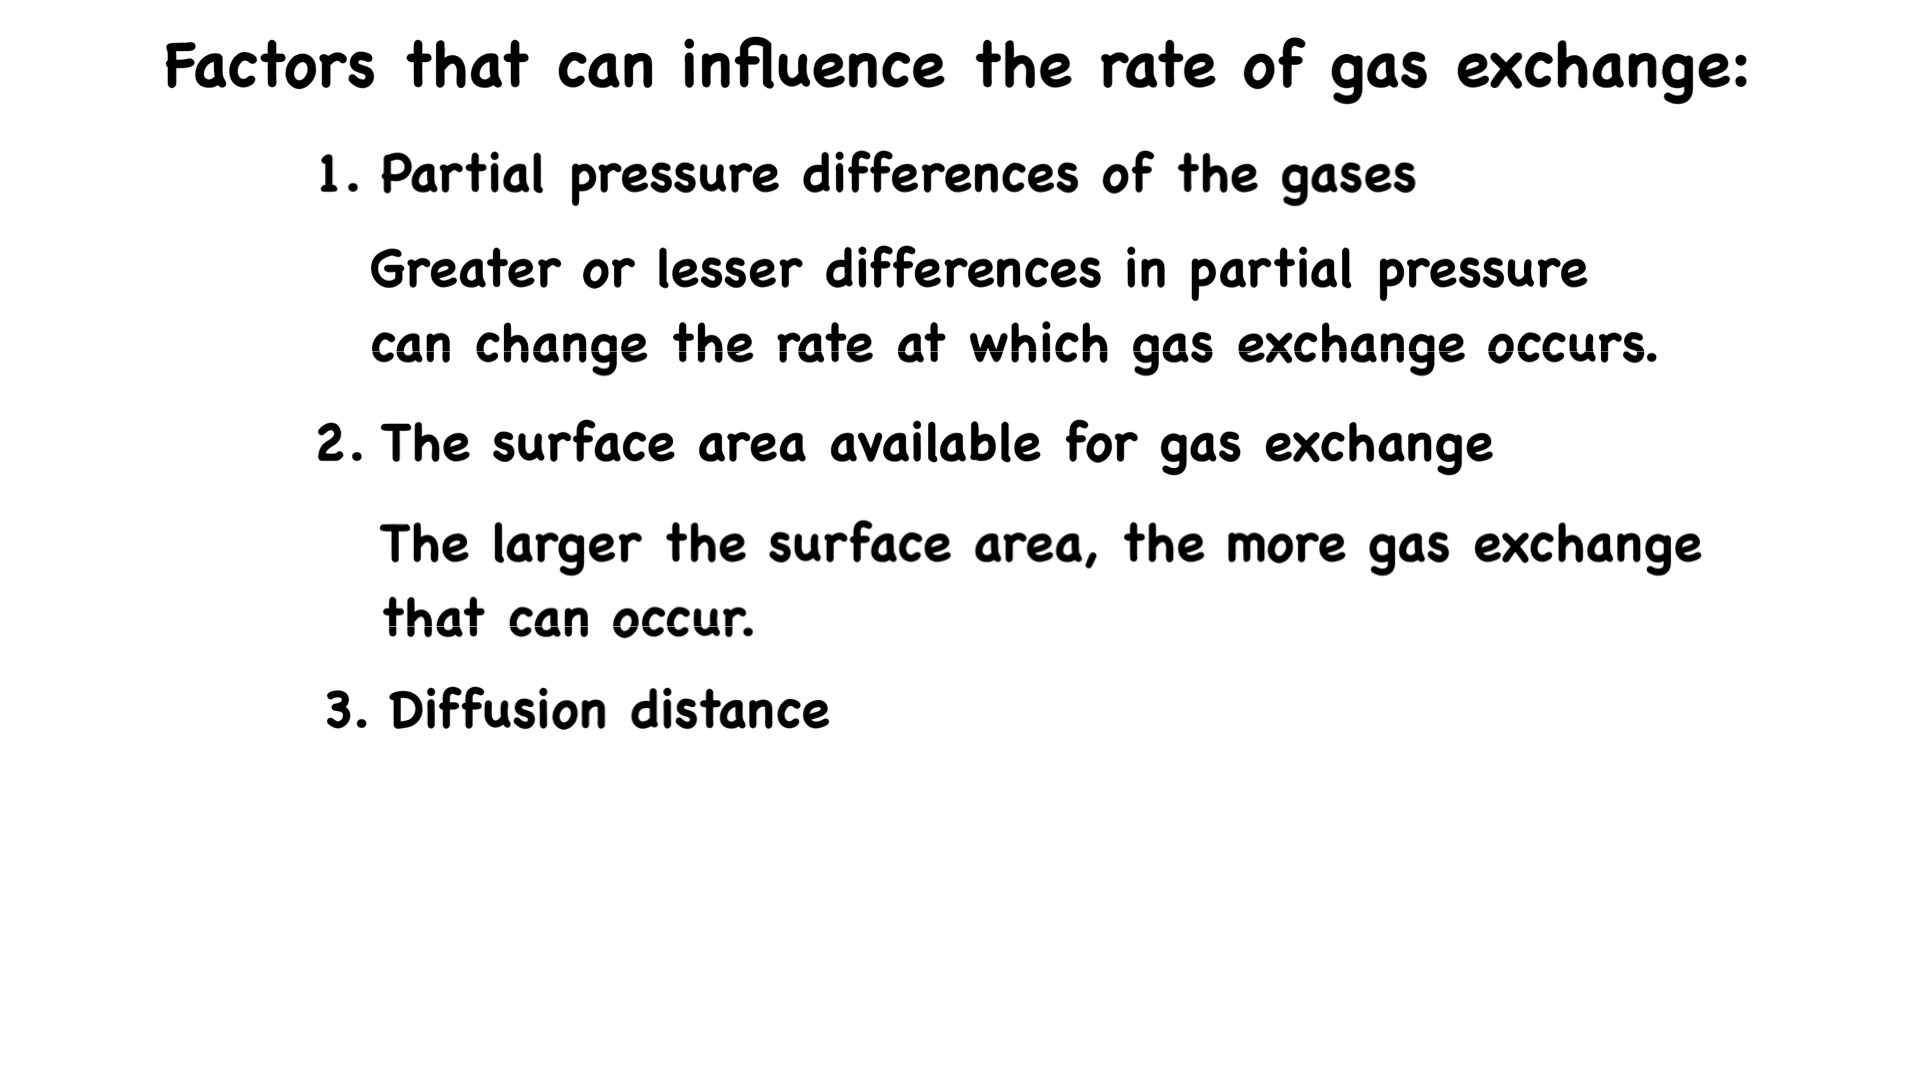 Factors that can influence the rate of gas exchange:
1. Partial pressure differences of the gases
Greater or lesser differences in partial pressure
can change the rate at which gas exchange occurs.
2. The surface area available for gas exchange
The larger the surface area, the more gas exchange
that can occur.
3. Diffusion distance